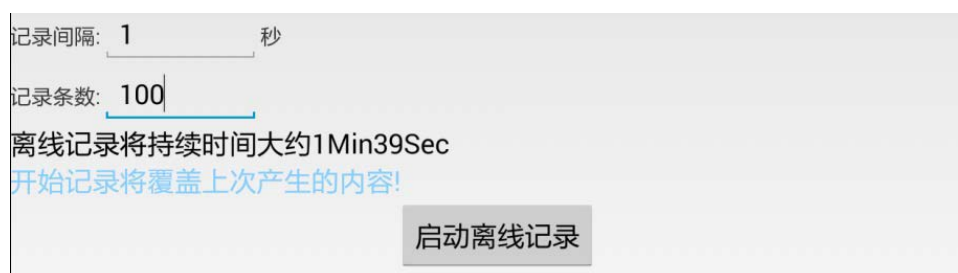 记录间隔: 1 秒
记录条数: 100
离线记录将持续时间大约1Min39Sec
开始记录将覆盖上次产生的内容!
启动离线记录